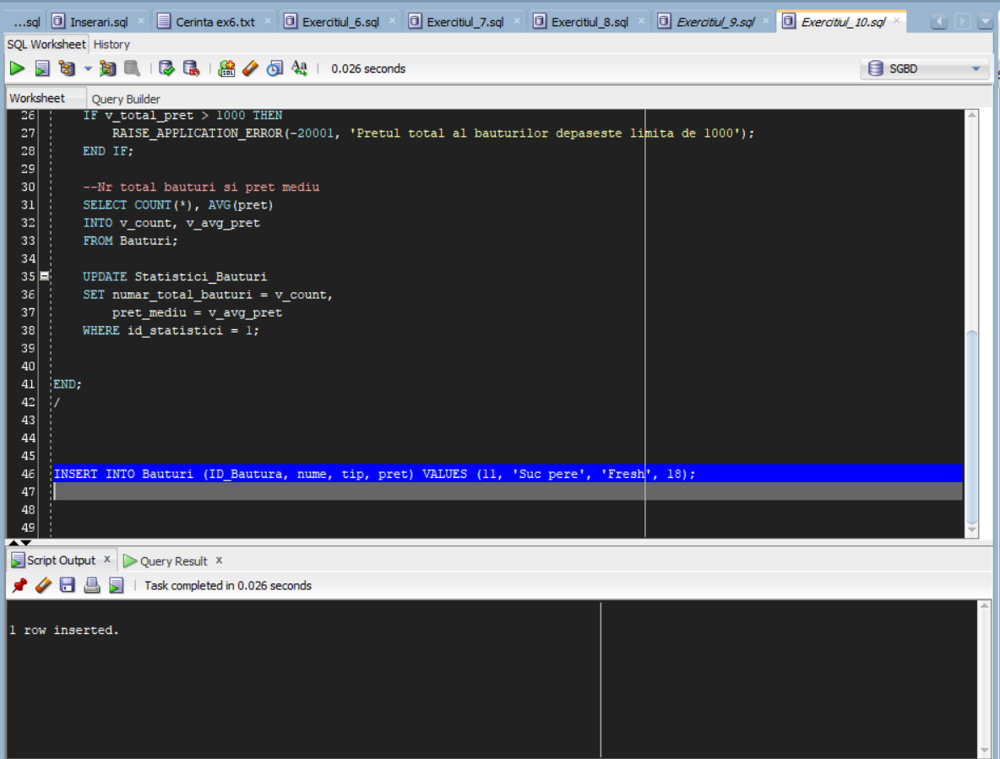 ...sql Inserari.sql Cerinta ex6.txt Exercitiul_6.sql Exercitiul_7.sql Exercitiul_8.sql Exercitiul_9.sql Exercitiul_10.sql
SQL Worksheet History
0.026 seconds SGBD
Worksheet Query Builder
26 IF v_total_pret > 1000 THEN
27 RAISE_APPLICATION_ERROR(-20001, 'Pretul total al bauturilor depaseste limita de 1000');
28 END IF;
29
30 --Nr total bauturi si pret mediu
31 SELECT COUNT(*), AVG(pret)
32 INTO v_count, v_avg_pret
33 FROM Bauturi;
34
35 UPDATE Statistici_Bauturi
36 SET numar_total_bauturi = v_count,
37 pret_mediu = v_avg_pret
38 WHERE id_statistici = 1;
39
40
41 END;
42 /
43
44
45
46 INSERT INTO Bauturi (ID_Bautura, nume, tip, pret) VALUES (11, 'Suc pere', 'Fresh', 18);
47
48
49
Script Output x Query Result x
Task completed in 0.026 seconds
1 row inserted.